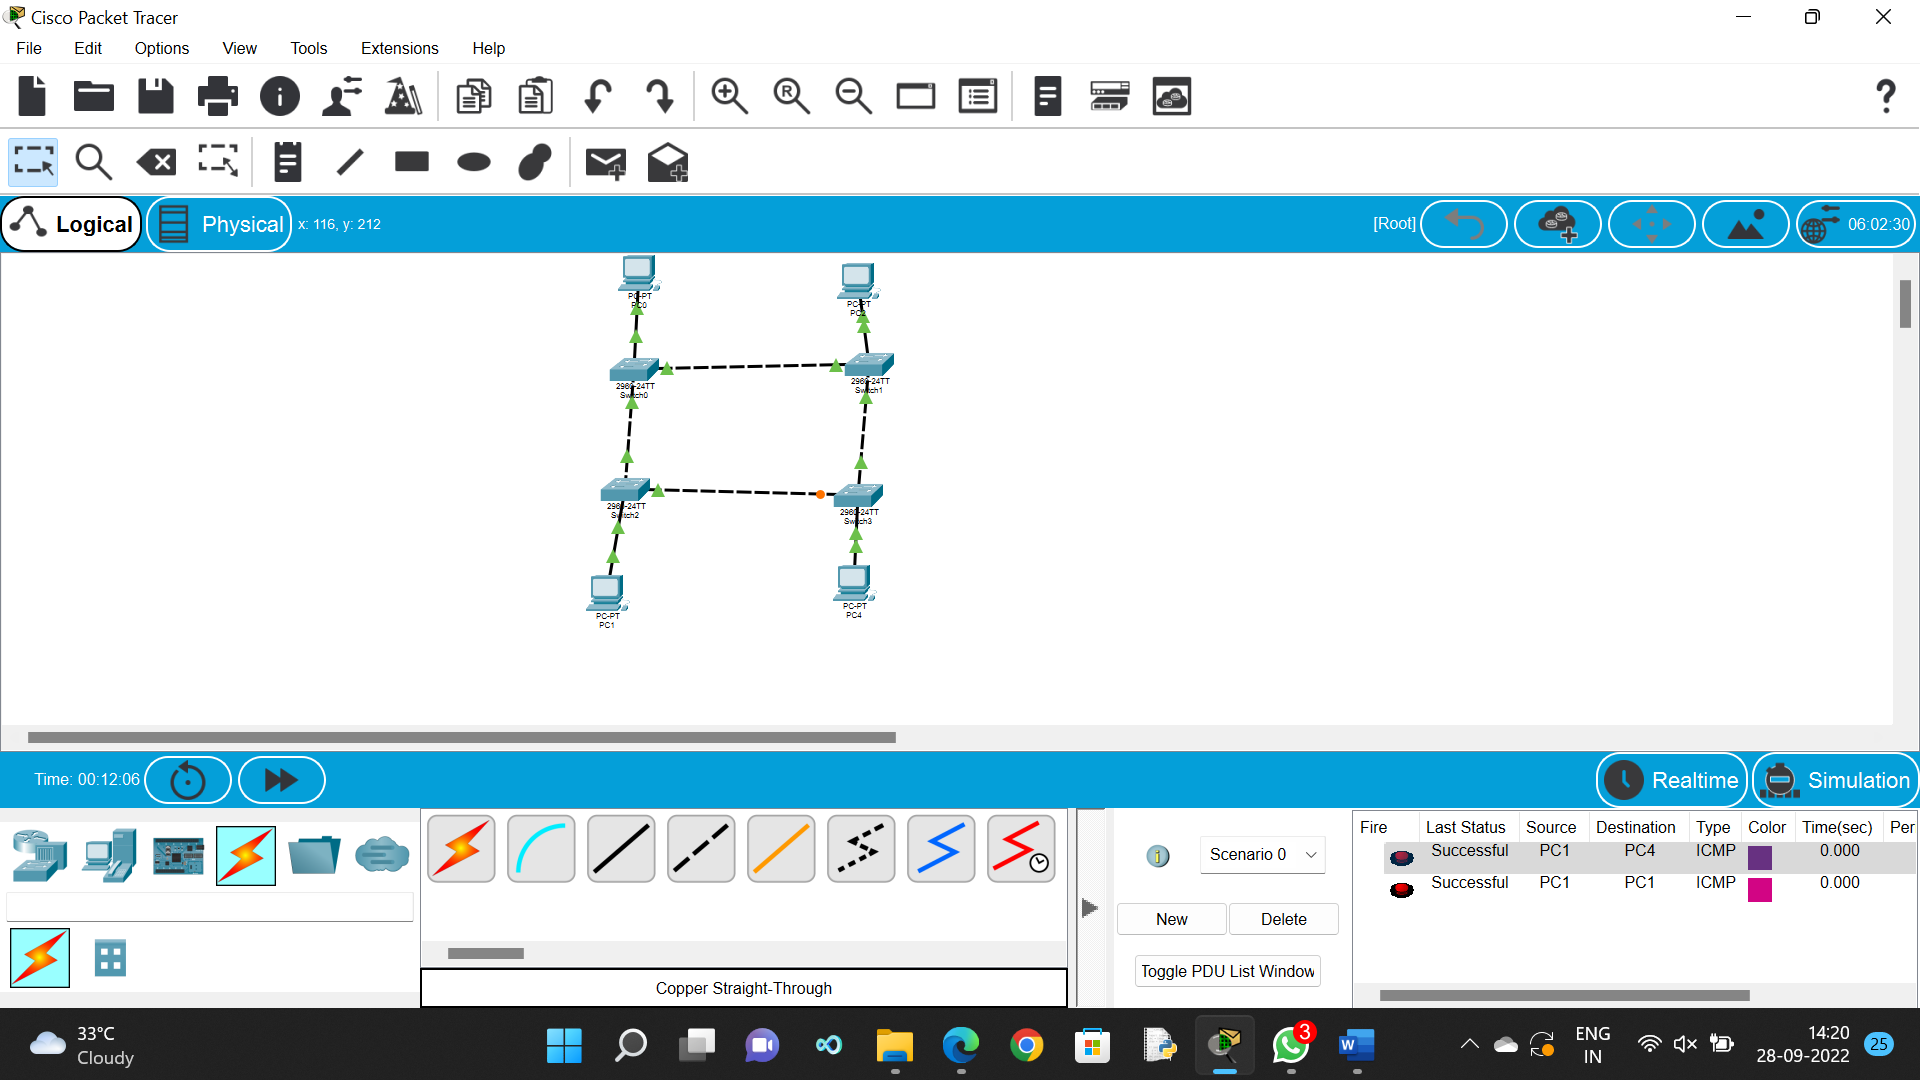 Cisco Packet Tracer
File Edit Options View Tools Extensions Help
Logical Physical x: 116, y: 212 [Root] 06:02:30
PC-PT
PC0
PC-PT
PC2
2960-24TT
Switch0
2960-24TT
Switch1
2960-24TT
Switch2
2960-24TT
Switch3
PC-PT
PC1
PC-PT
PC4
Time: 00:12:06 Realtime Simulation
Scenario 0
New Delete
Toggle PDU List Window
Copper Straight-Through
Fire Last Status Source Destination Type Color Time(sec) Per
Successful PC1 PC4 ICMP 0.000
Successful PC1 PC1 ICMP 0.000
33°C
Cloudy
3
ENG
IN
14:20
28-09-2022
25